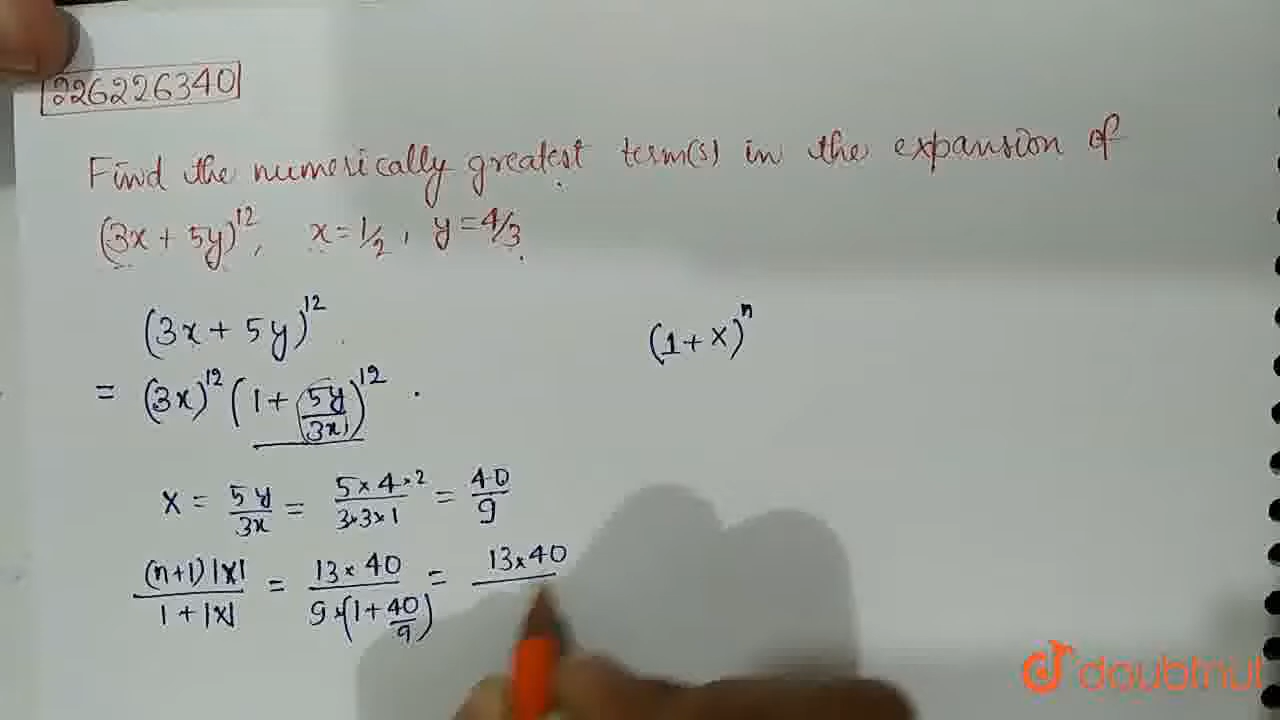 226226340
Find the numerically greatest term(s) in the expansion of
(3x + 5y)^12, x = 1/2, y = 4/3
(3x + 5y)^12 (1 + X)^n
= (3x)^12 (1 + 5y/3x)^12 .
X = 5y/3x = 5×4×2/3×3×1 = 40/9
(n+1)|X|/1+|X| = 13×40/9×(1+40/9) = 13×40
doubtnut